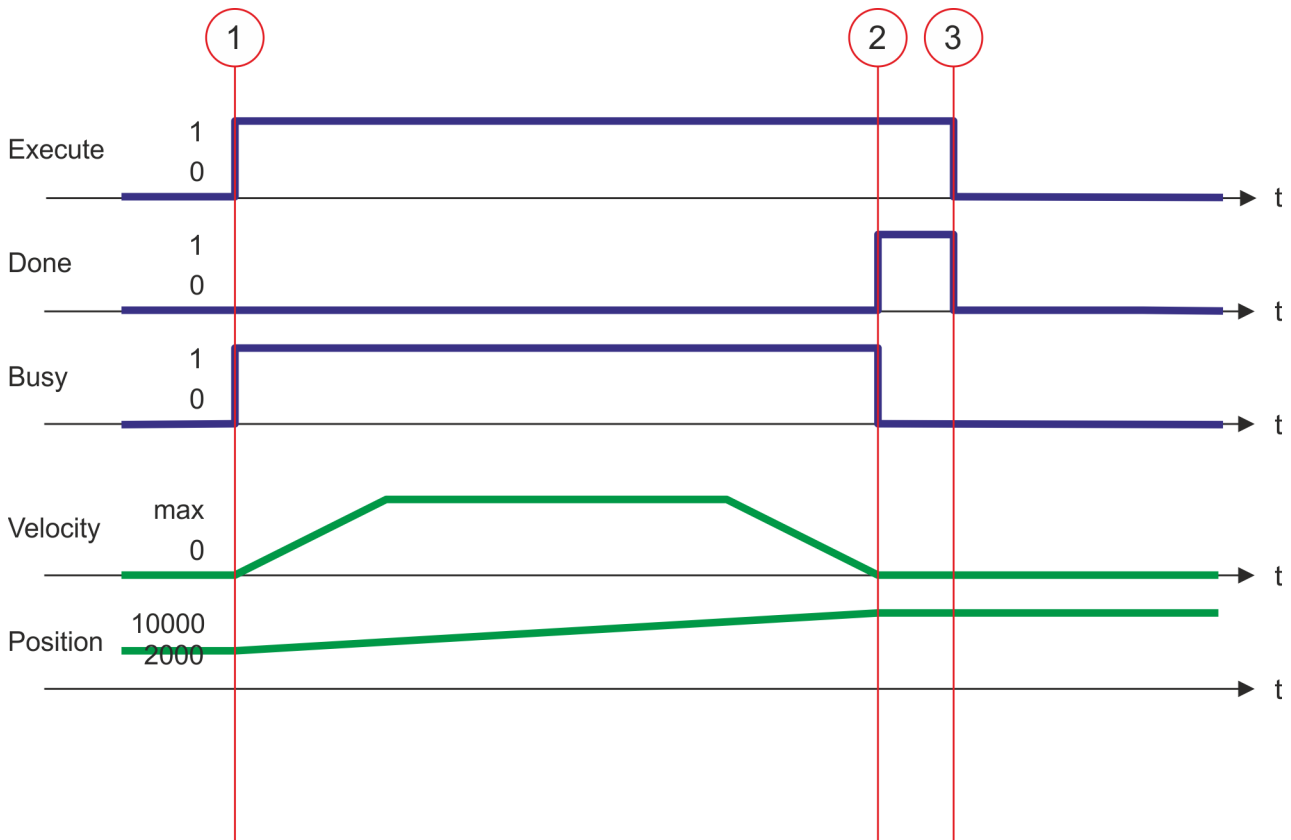 1 2 3
Execute 1
0
t
Done 1
0
t
Busy 1
0
t
Velocity max
0
t
Position 10000
2000
t